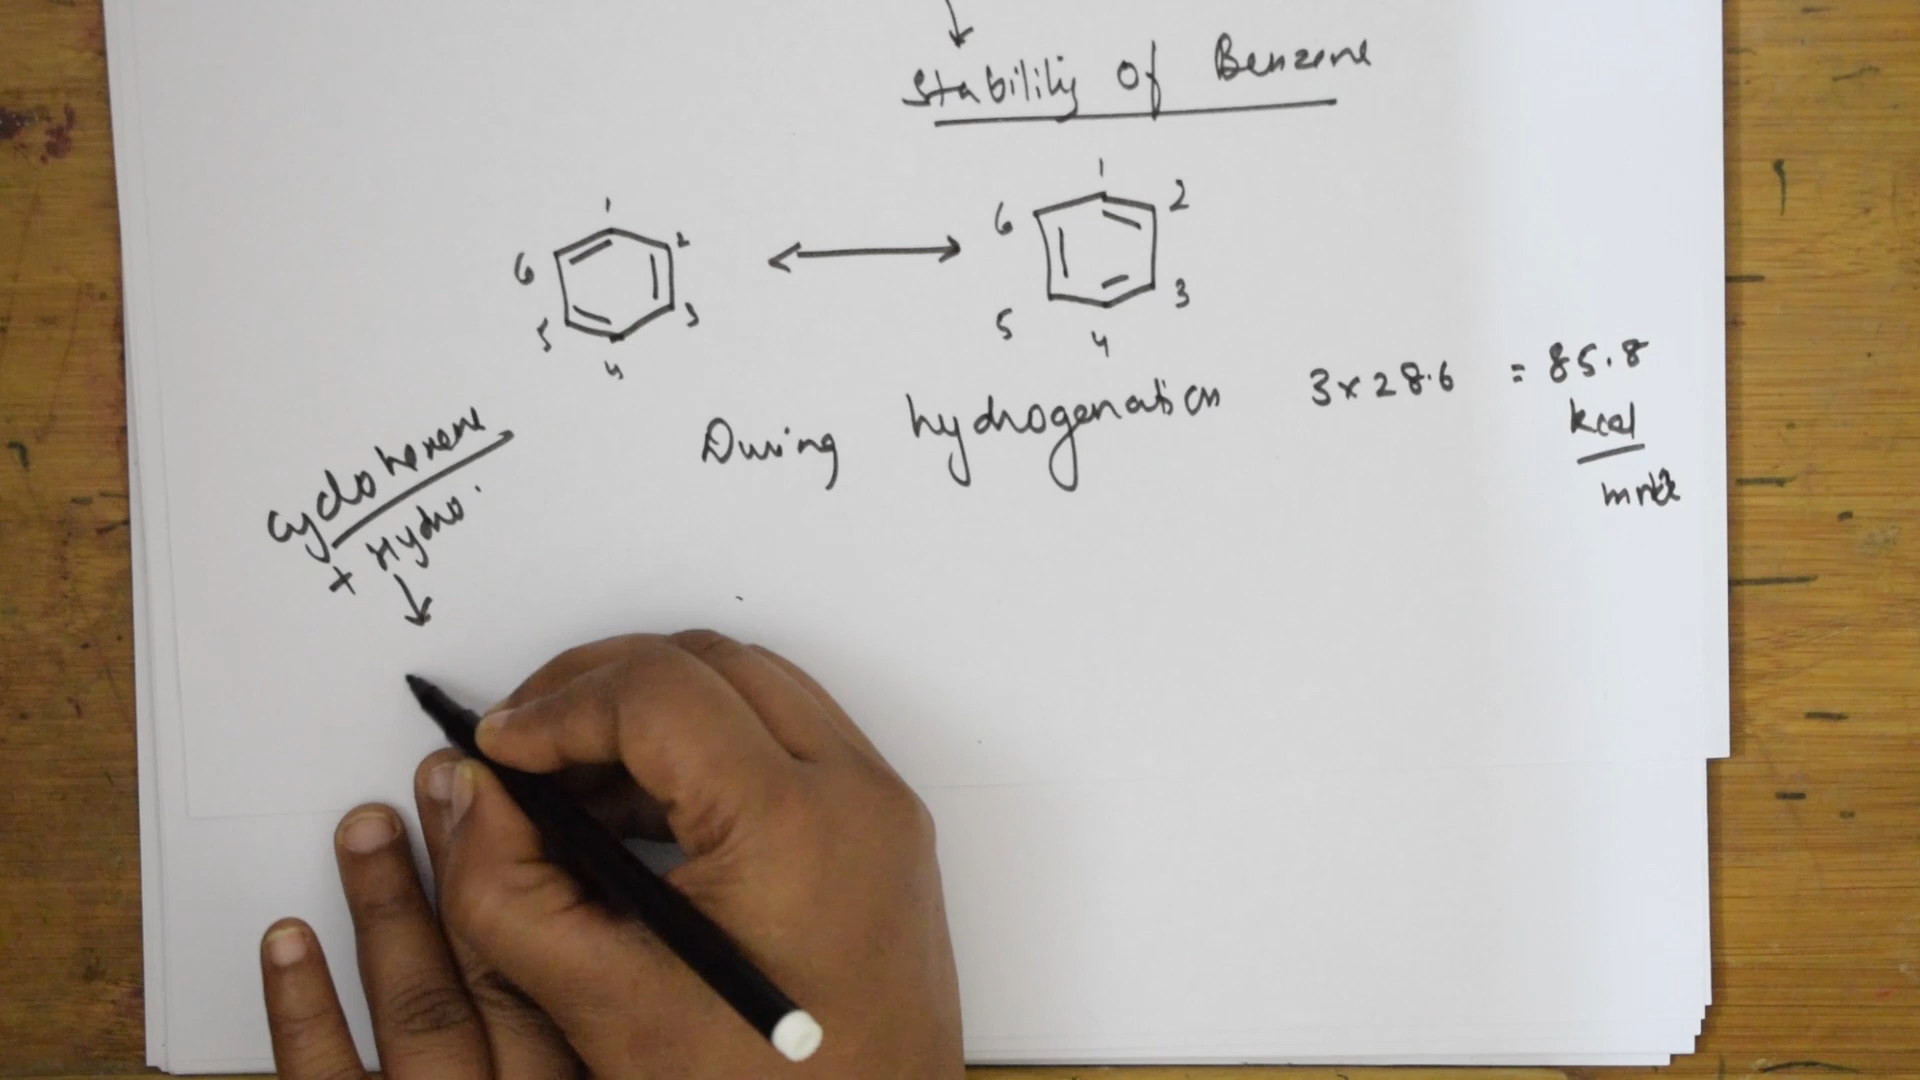 Stability Of Benzene
1
6 2
5 3
4
1
6 2
5 3
4
During hydrogenation 3 x 28.6 = 85.8
kcal
cyclohexene
+ Hydro.